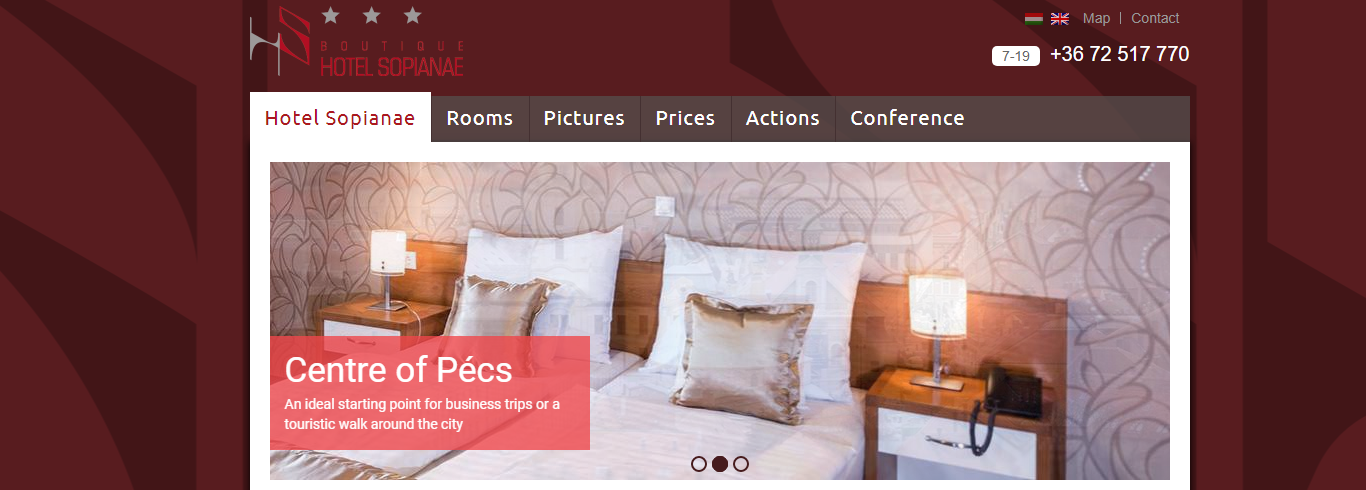 Map | Contact
BOUTIQUE
HOTEL SOPIANAE
7-19 +36 72 517 770
Hotel Sopianae Rooms Pictures Prices Actions Conference
Centre of Pécs
An ideal starting point for business trips or a
touristic walk around the city